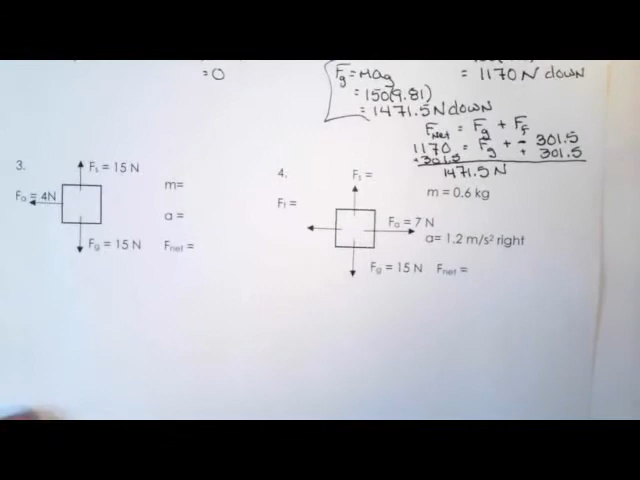 = 0
Fg = mag
= 150(9.81)
= 1471.5 N down
= 1170 N down
FNet = Fg + Ff
1170 = Fg + - 301.5
+301.5 + 301.5
1471.5 N
3.
Fs = 15 N
Fa = 4N
m=
a =
Fg = 15 N Fnet =
4.
Fs =
m = 0.6 kg
Ff =
Fa = 7 N
a= 1.2 m/s² right
Fg = 15 N Fnet =